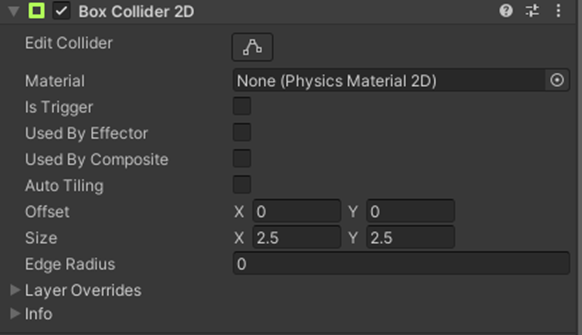 Box Collider 2D
Edit Collider
Material None (Physics Material 2D)
Is Trigger
Used By Effector
Used By Composite
Auto Tiling
Offset X 0 Y 0
Size X 2.5 Y 2.5
Edge Radius 0
Layer Overrides
Info